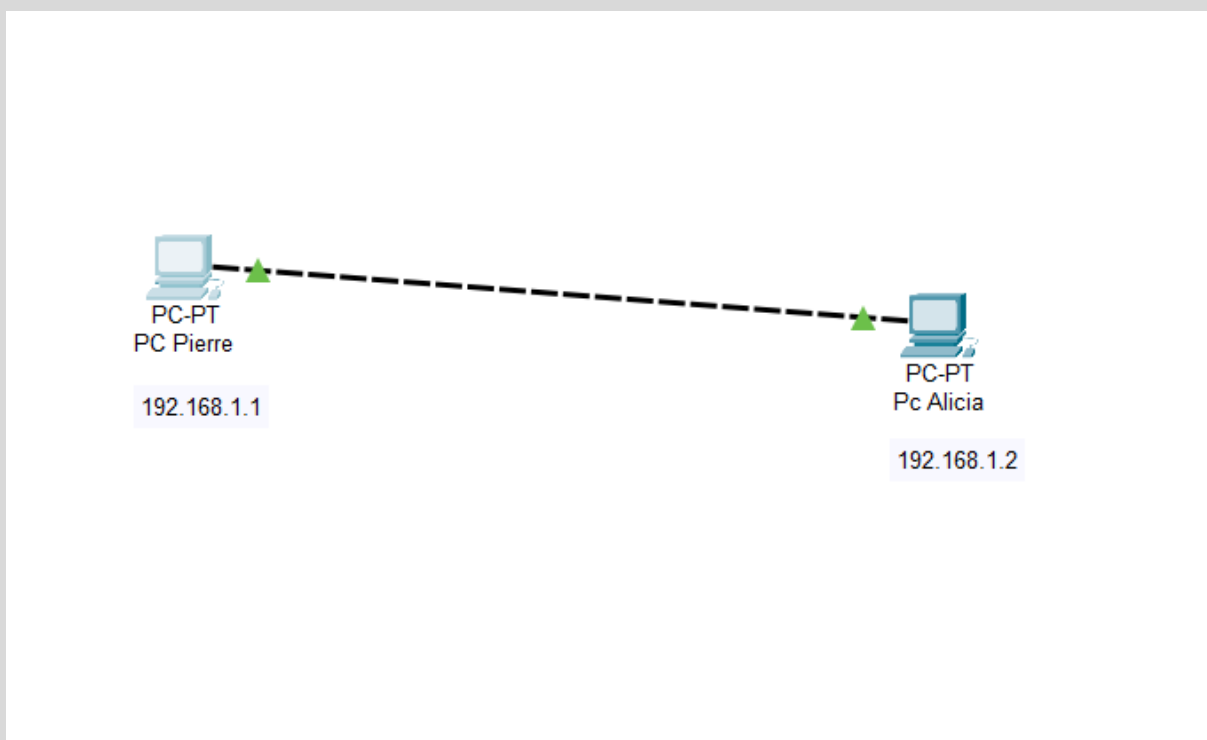 PC-PT
PC Pierre
192.168.1.1
PC-PT
Pc Alicia
192.168.1.2